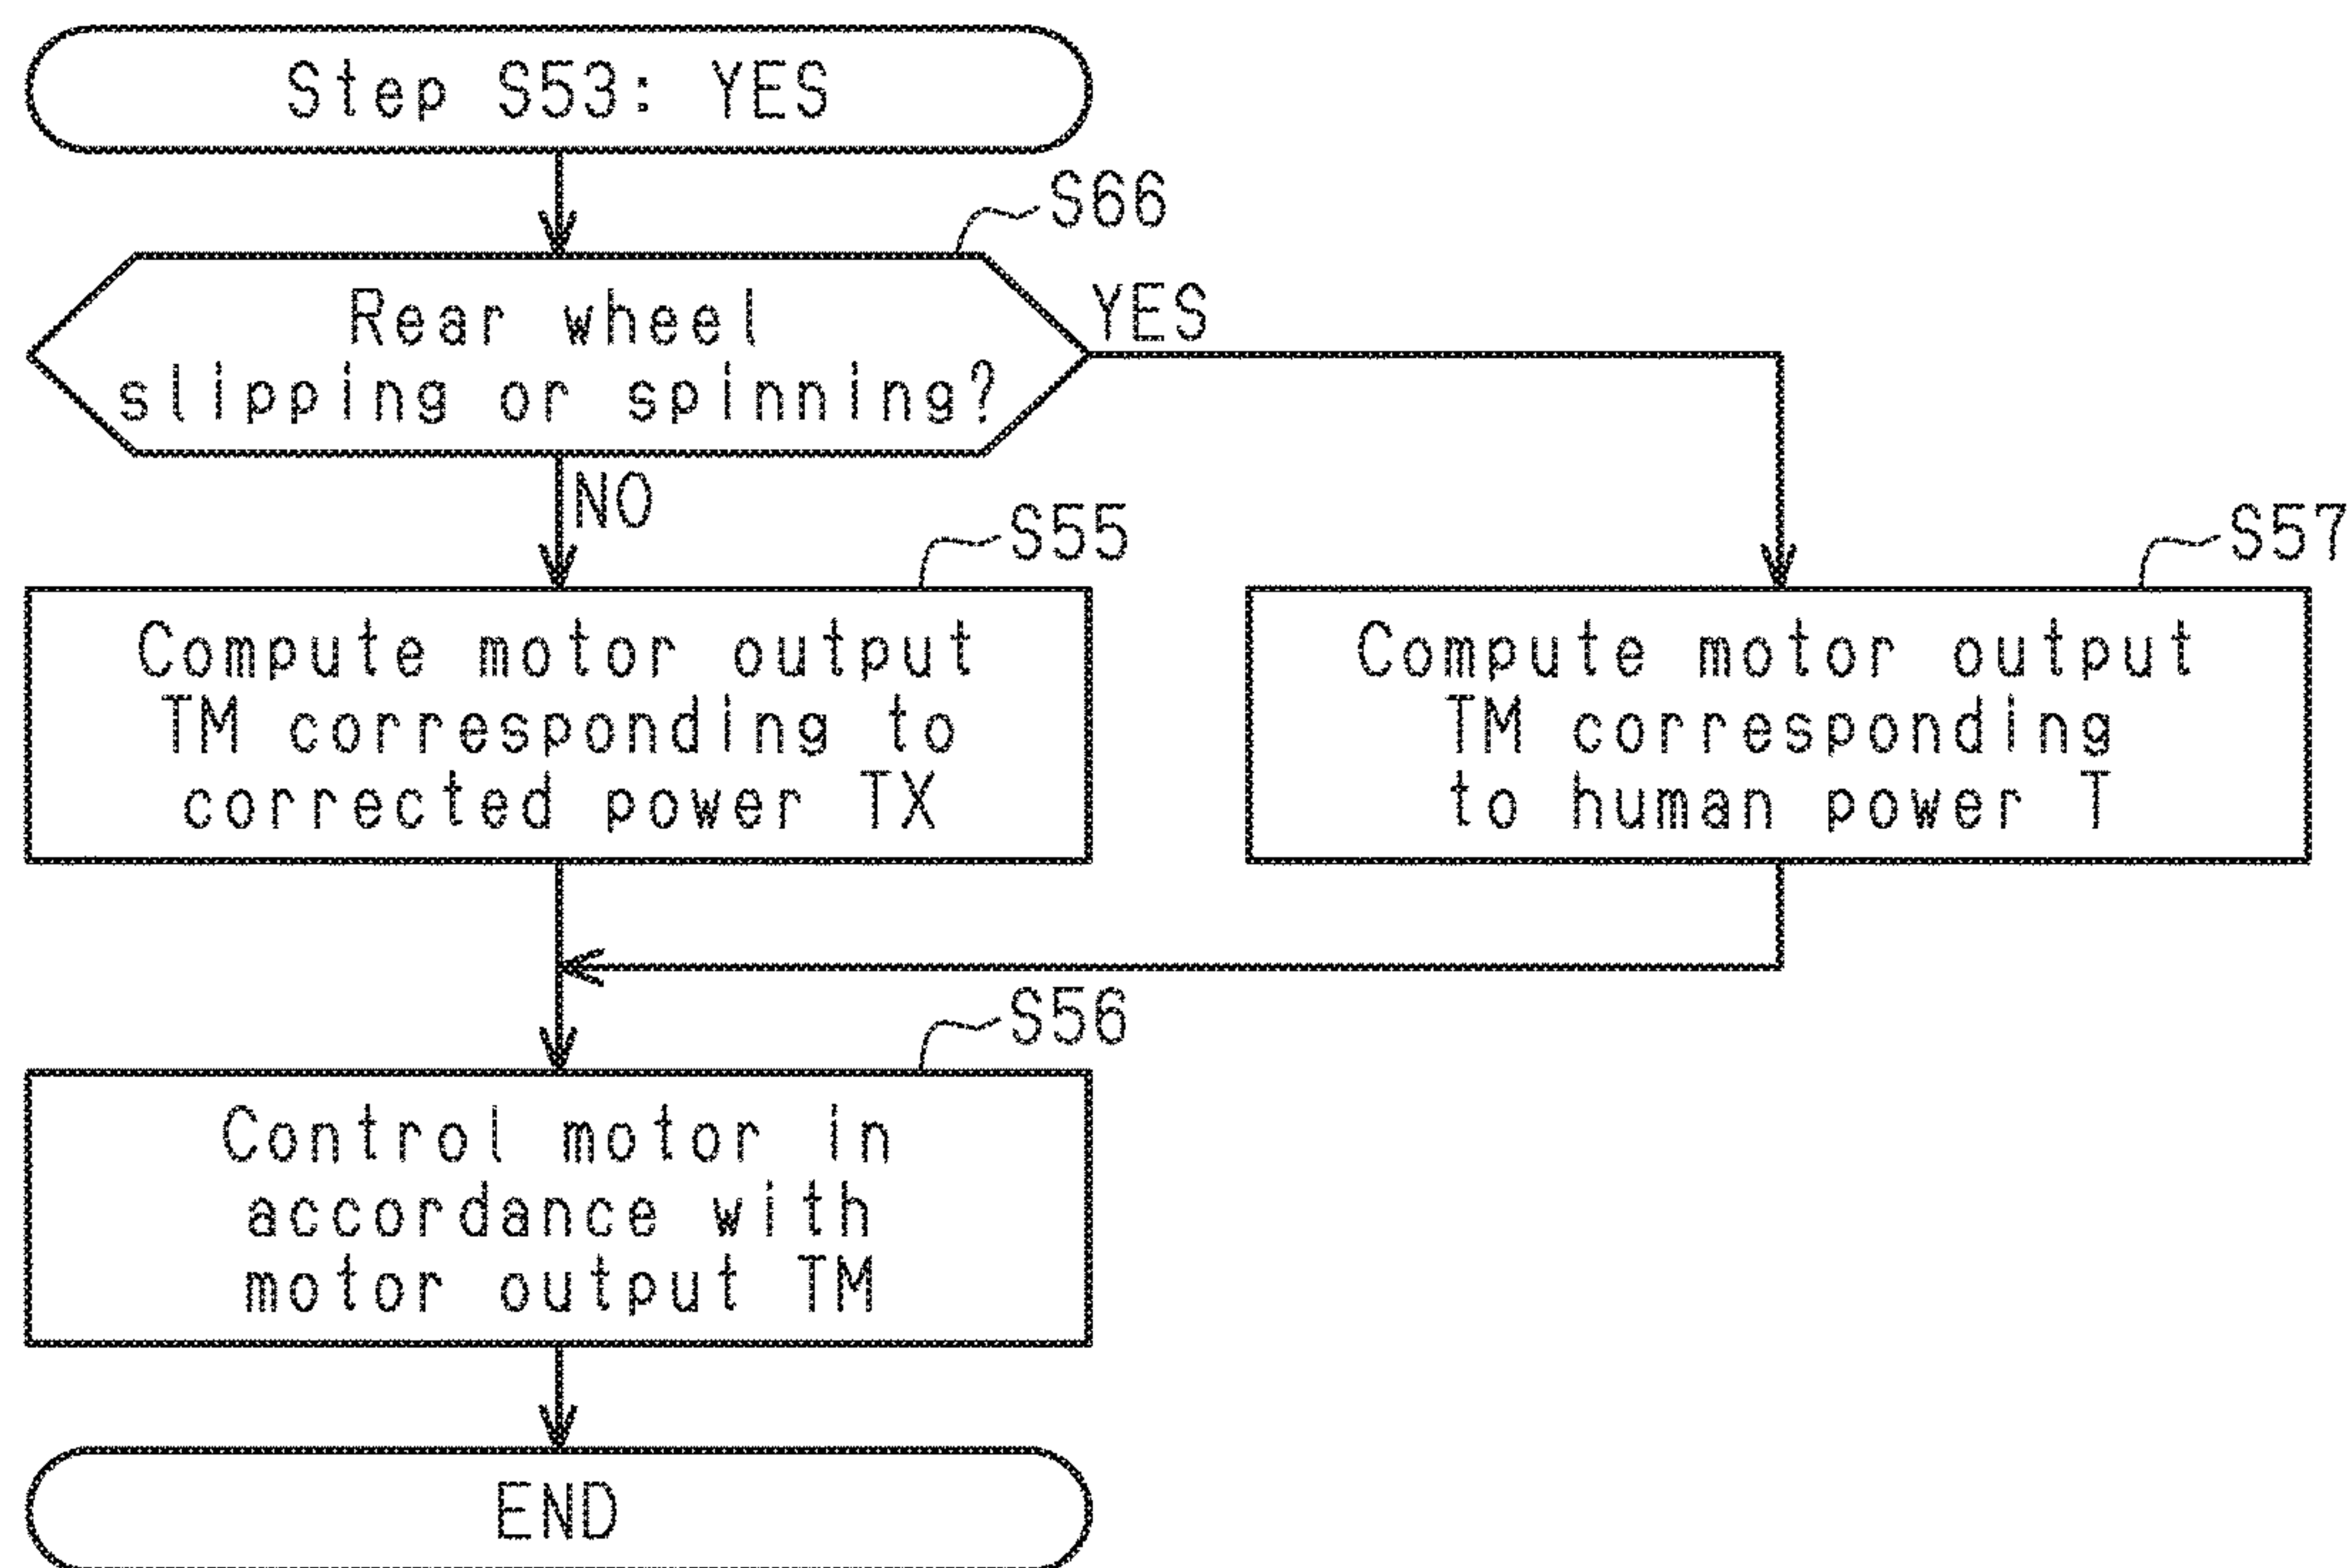 Step S53: YES
S66
Rear wheel
slipping or spinning?
YES
NO
S55
Compute motor output
TM corresponding to
corrected power TX
S57
Compute motor output
TM corresponding
to human power T
S56
Control motor in
accordance with
motor output TM
END